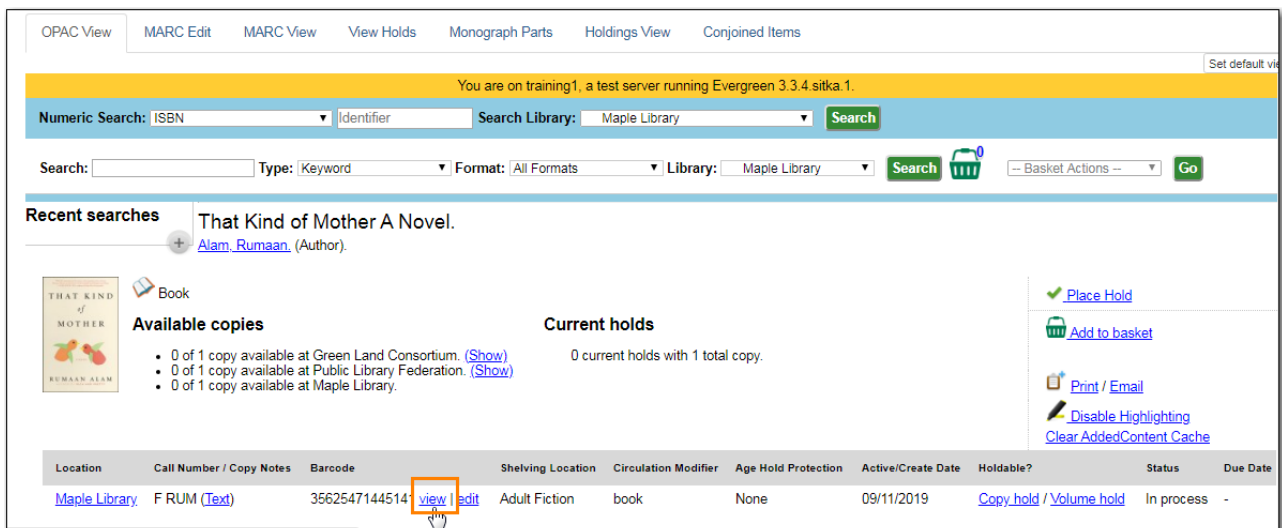 OPAC View MARC Edit MARC View View Holds Monograph Parts Holdings View Conjoined Items
Set default vie
You are on training1, a test server running Evergreen 3.3.4.sitka.1.
Numeric Search: ISBN Identifier Search Library: Maple Library Search
Search: Type: Keyword Format: All Formats Library: Maple Library Search 0 -- Basket Actions -- Go
Recent searches
+
That Kind of Mother A Novel.
Alam, Rumaan. (Author).
THAT KIND
of
MOTHER
RUMAAN ALAM
Book
Available copies
• 0 of 1 copy available at Green Land Consortium. (Show)
• 0 of 1 copy available at Public Library Federation. (Show)
• 0 of 1 copy available at Maple Library.
Current holds
0 current holds with 1 total copy.
Place Hold
Add to basket
Print / Email
Disable Highlighting
Clear AddedContent Cache
Location Call Number / Copy Notes Barcode Shelving Location Circulation Modifier Age Hold Protection Active/Create Date Holdable? Status Due Date
Maple Library F RUM (Text) 35625471445141 view | edit Adult Fiction book None 09/11/2019 Copy hold / Volume hold In process -